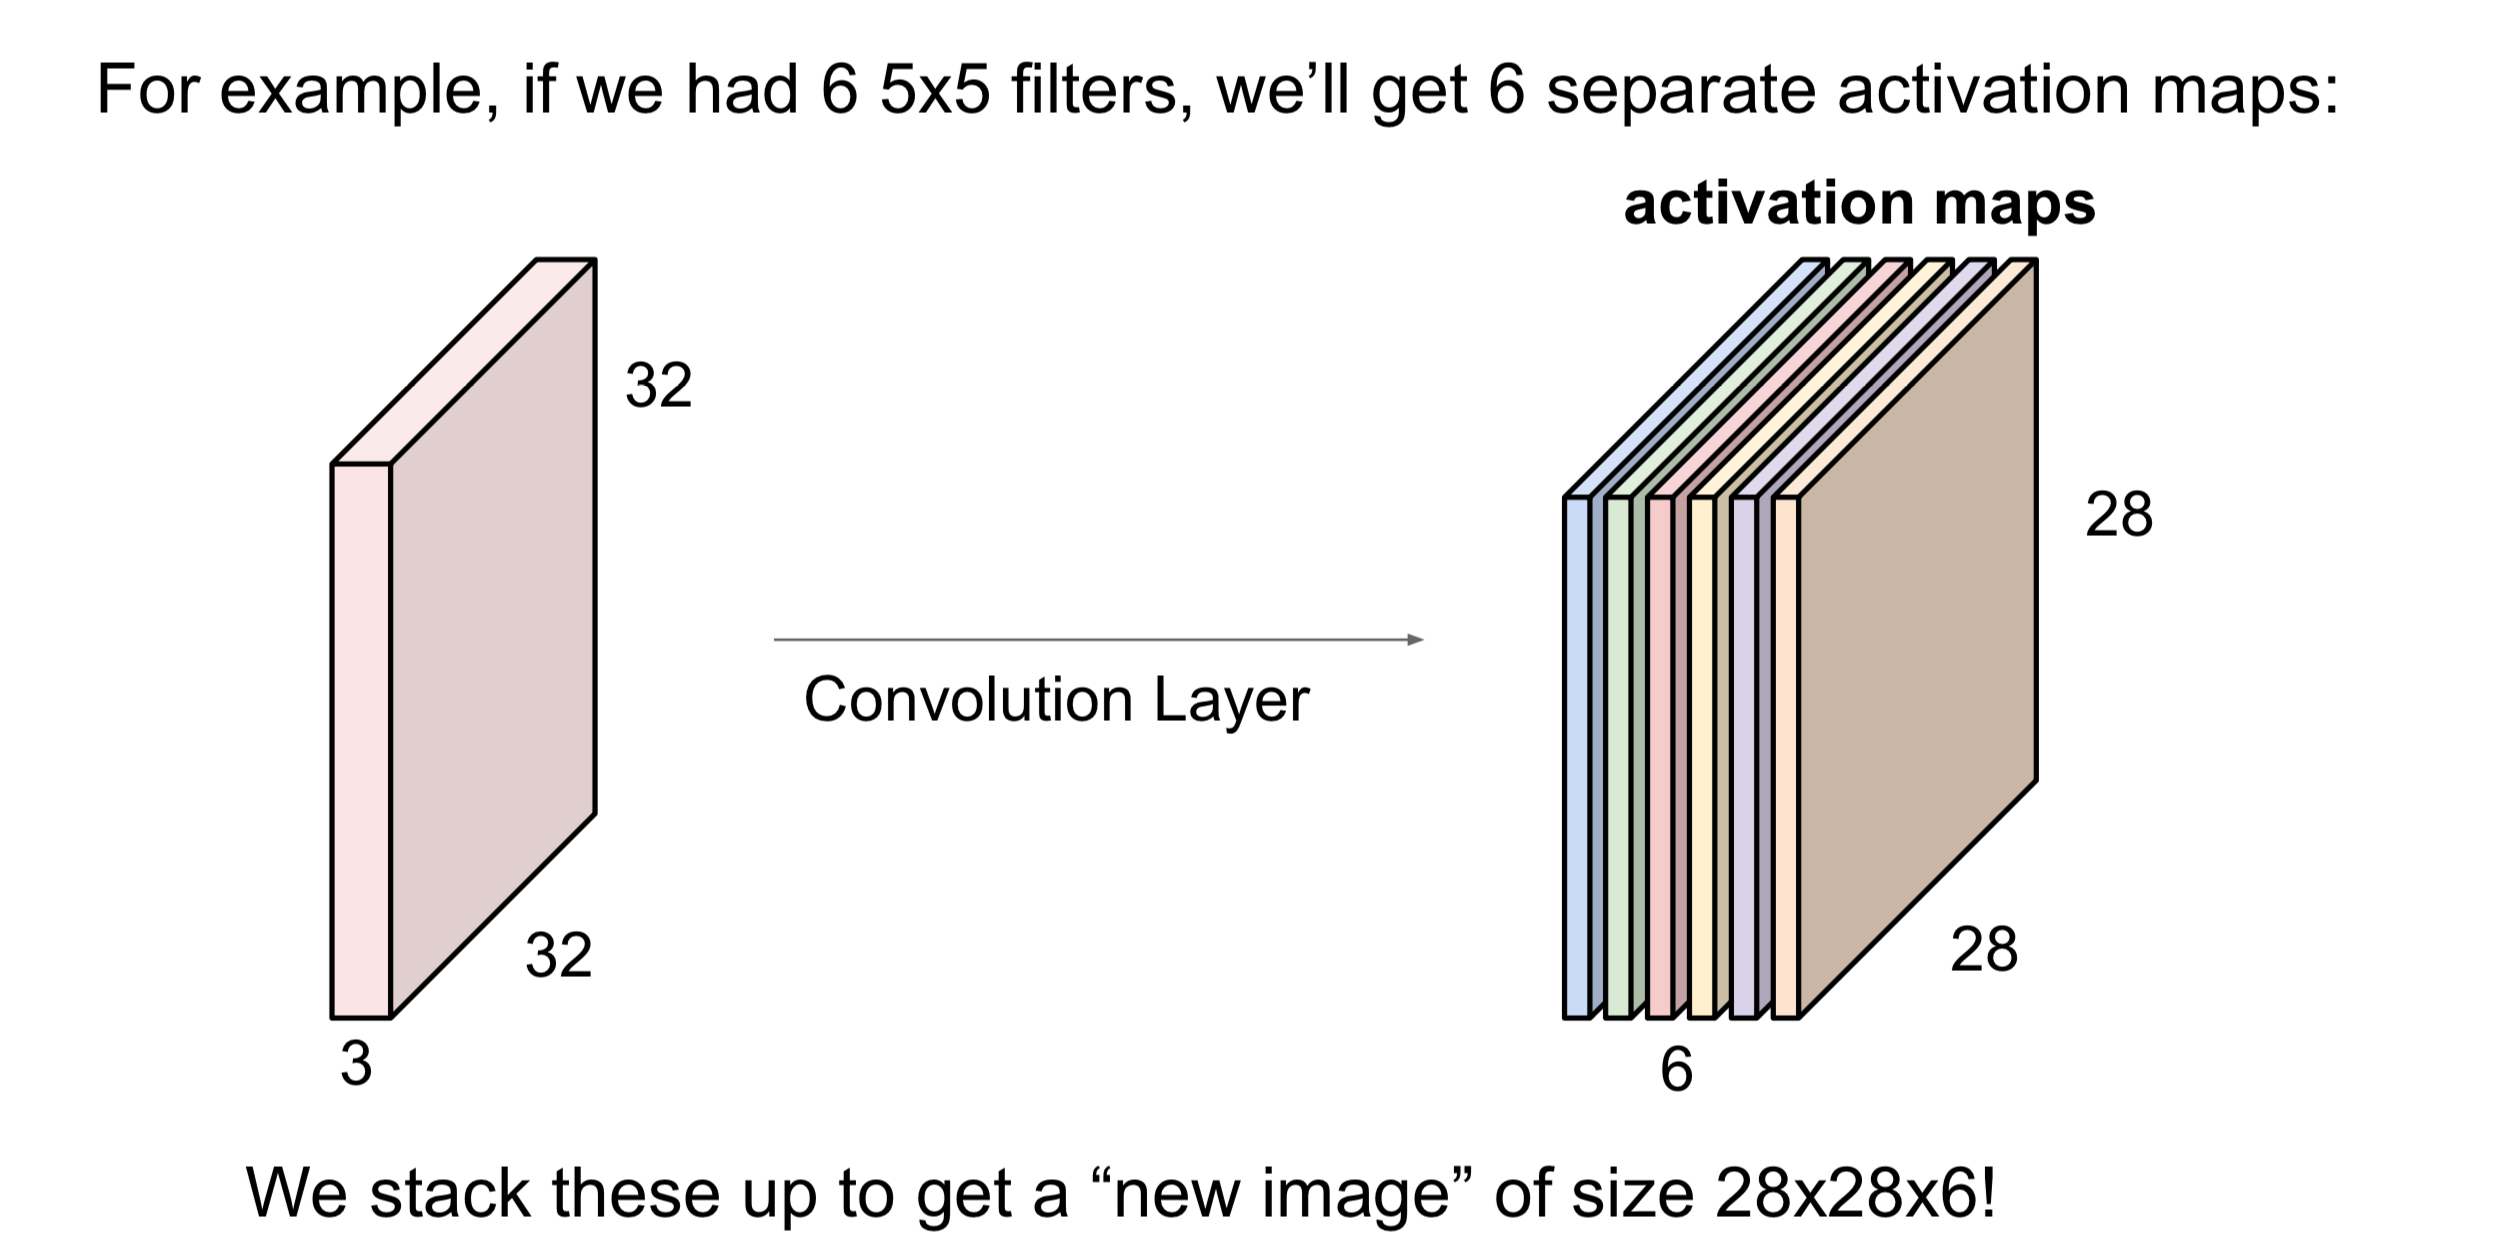 For example, if we had 6 5x5 filters, we’ll get 6 separate activation maps:
activation maps
32
28
Convolution Layer
32
28
3
6
We stack these up to get a “new image” of size 28x28x6!